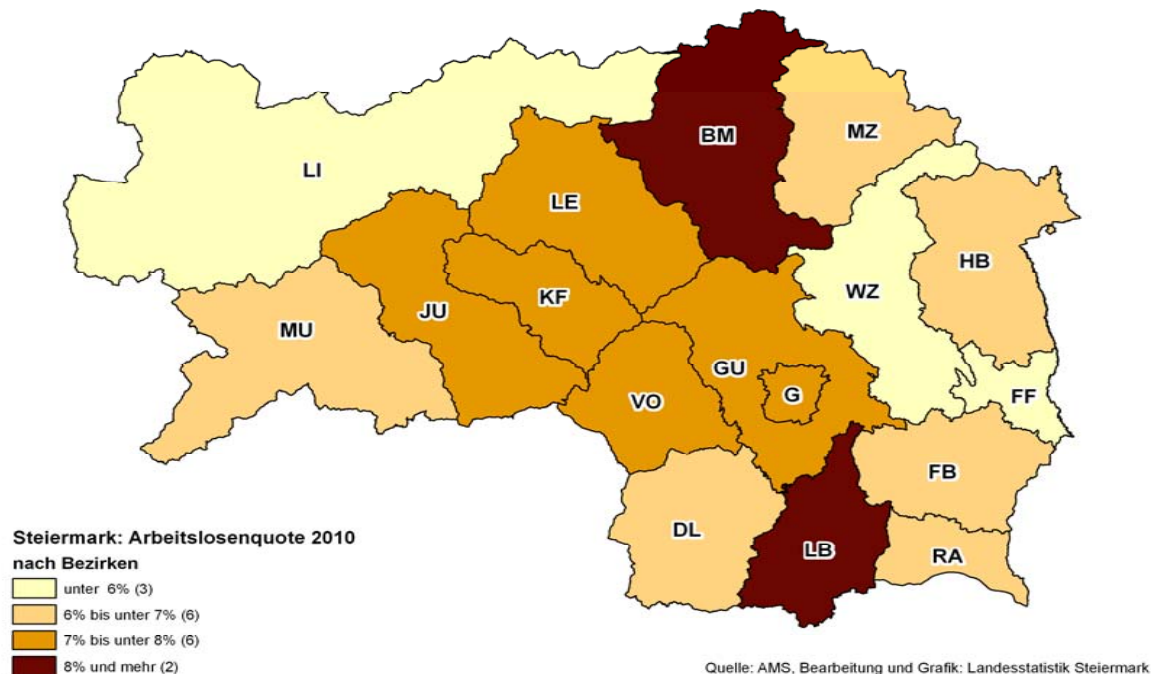 BM
MZ
LI
LE
HB
WZ
KF
JU
MU
GU
G
FF
VO
FB
DL
LB
RA
Steiermark: Arbeitslosenquote 2010
nach Bezirken
unter 6% (3)
6% bis unter 7% (6)
7% bis unter 8% (6)
8% und mehr (2)
Quelle: AMS, Bearbeitung und Grafik: Landesstatistik Steiermark